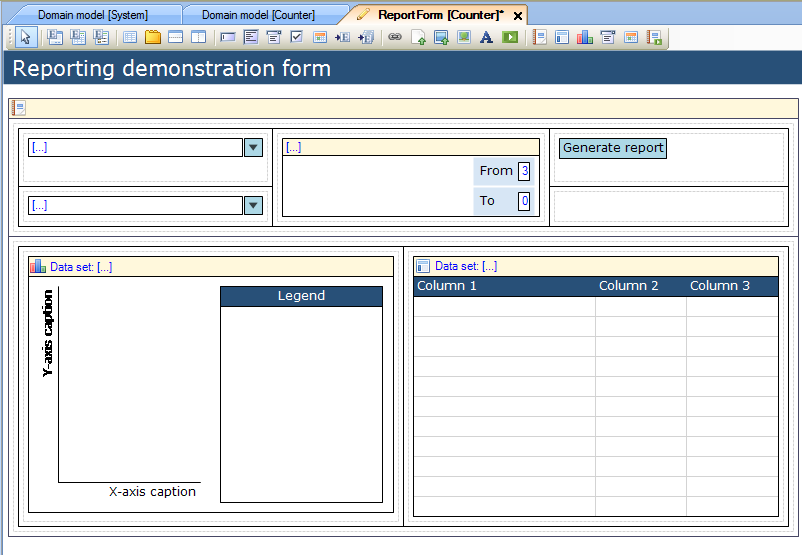 Domain model [System]
Domain model [Counter]
ReportForm [Counter]*
Reporting demonstration form
[...]
[...]
Generate report
From 3
To 0
[...]
Data set: [...]
Data set: [...]
Y-axis caption
Legend
X-axis caption
Column 1 Column 2 Column 3